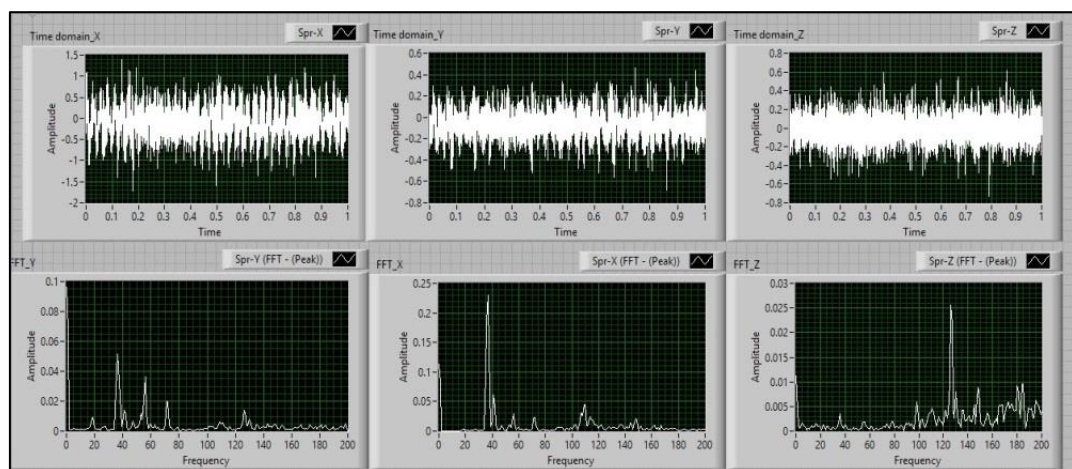 Time domain_X
Spr-X
1.5
1
0.5
0
-0.5
-1
-1.5
-2
Amplitude
0 0.1 0.2 0.3 0.4 0.5 0.6 0.7 0.8 0.9 1
Time
Time domain_Y
Spr-Y
0.6
0.4
0.2
0
-0.2
-0.4
-0.6
-0.8
Amplitude
0 0.1 0.2 0.3 0.4 0.5 0.6 0.7 0.8 0.9 1
Time
Time domain_Z
Spr-Z
0.8
0.6
0.4
0.2
0
-0.2
-0.4
-0.6
-0.8
Amplitude
0 0.1 0.2 0.3 0.4 0.5 0.6 0.7 0.8 0.9 1
Time
FFT_Y
Spr-Y (FFT - (Peak))
0.1
0.08
0.06
0.04
0.02
0
Amplitude
0 20 40 60 80 100 120 140 160 180 200
Frequency
FFT_X
Spr-X (FFT - (Peak))
0.25
0.2
0.15
0.1
0.05
0
Amplitude
0 20 40 60 80 100 120 140 160 180 200
Frequency
FFT_Z
Spr-Z (FFT - (Peak))
0.03
0.025
0.02
0.015
0.01
0.005
0
Amplitude
0 20 40 60 80 100 120 140 160 180 200
Frequency